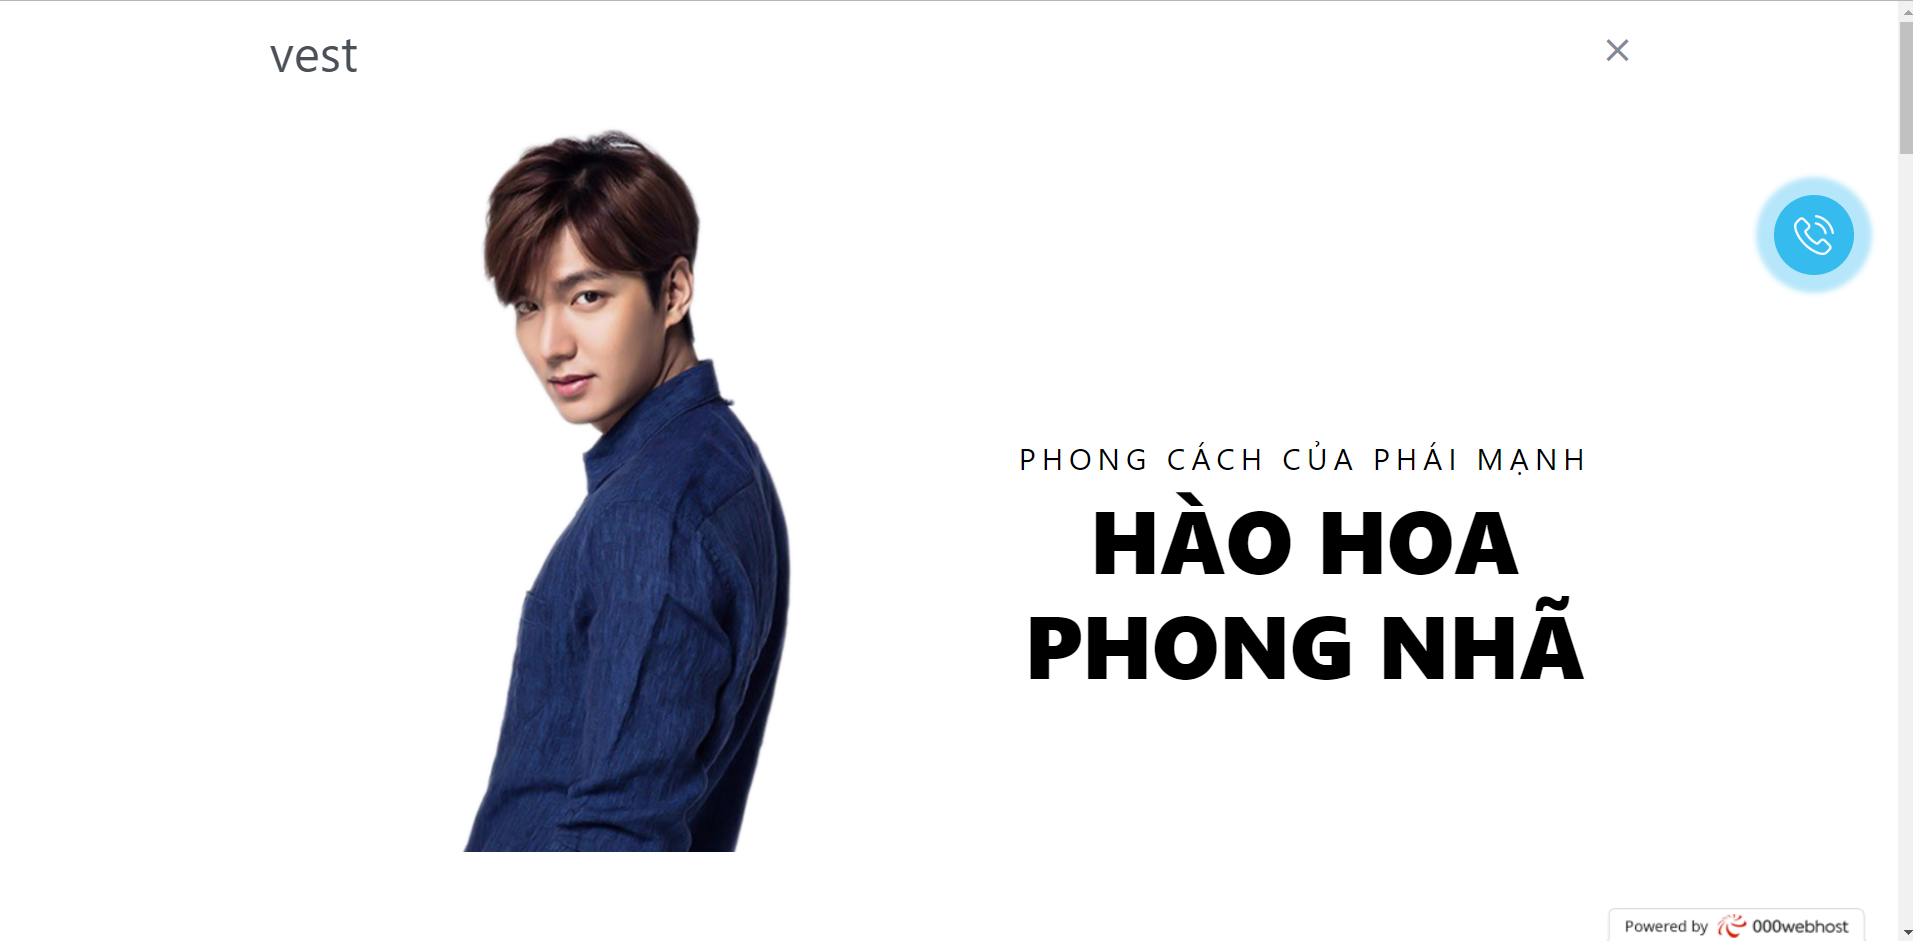 vest
PHONG CÁCH CỦA PHÁI MẠNH
HÀO HOA
PHONG NHÃ
Powered by 000webhost